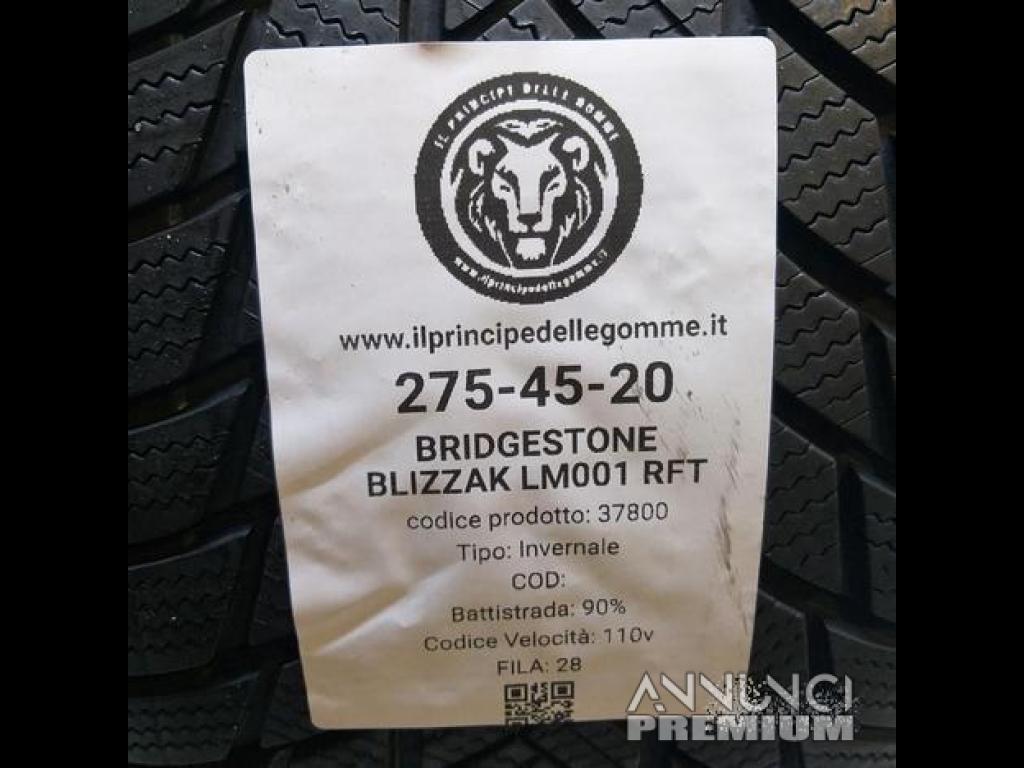 IL PRINCIPE DELLE GOMME
www.ilprincipedellegomme.it
www.ilprincipedellegomme.it
275-45-20
BRIDGESTONE
BLIZZAK LM001 RFT
codice prodotto: 37800
Tipo: Invernale
COD:
Battistrada: 90%
Codice Velocità: 110v
FILA: 28
ANNUNCI
PREMIUM